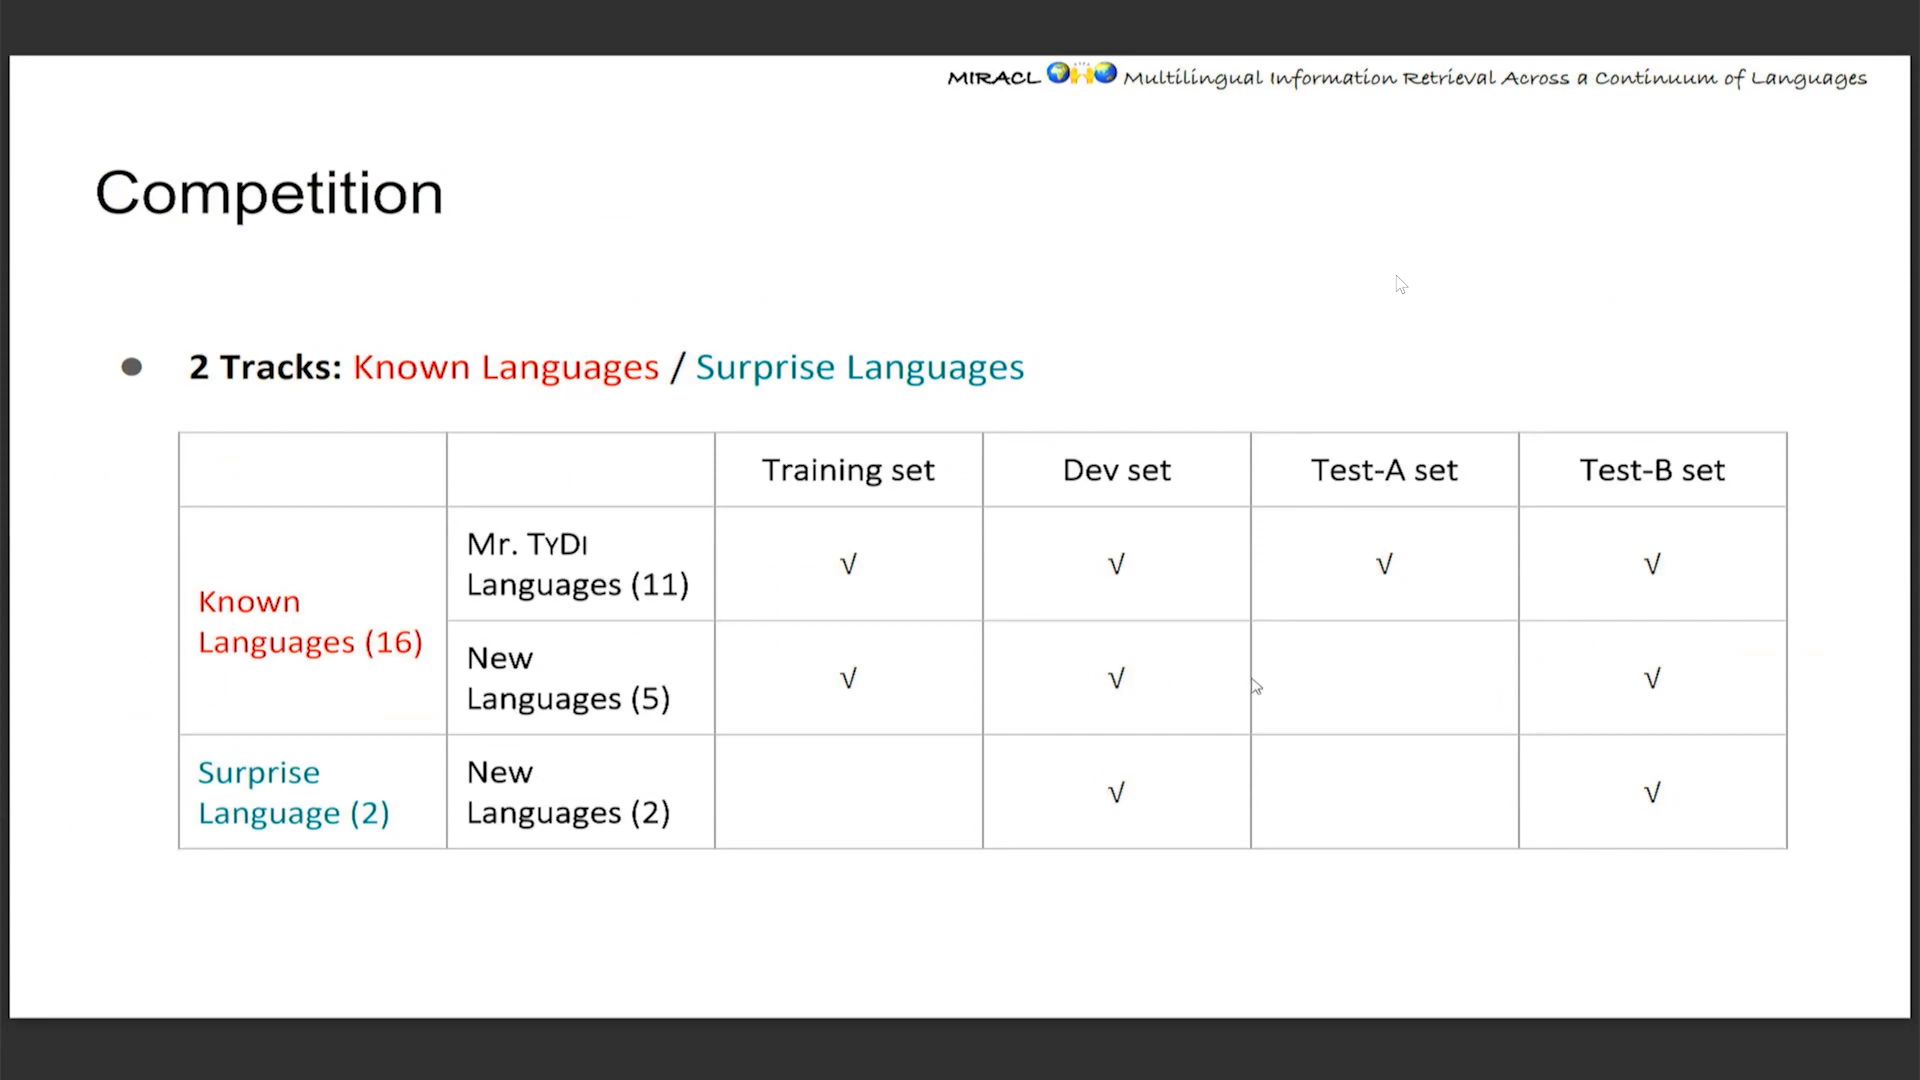 MIRACL Multilingual Information Retrieval Across a Continuum of Languages
Competition
● 2 Tracks: Known Languages / Surprise Languages
Training set Dev set Test-A set Test-B set
Known
Languages (16)
Mr. TYDI
Languages (11)
√ √ √ √
New
Languages (5)
√ √ √
Surprise
Language (2)
New
Languages (2)
√ √